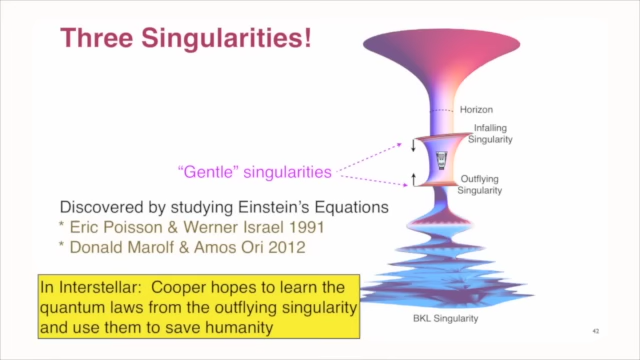 Three Singularities!
Horizon
Infalling
Singularity
"Gentle" singularities
Outflying
Singularity
Discovered by studying Einstein's Equations
* Eric Poisson & Werner Israel 1991
* Donald Marolf & Amos Ori 2012
In Interstellar: Cooper hopes to learn the
quantum laws from the outflying singularity
and use them to save humanity
BKL Singularity